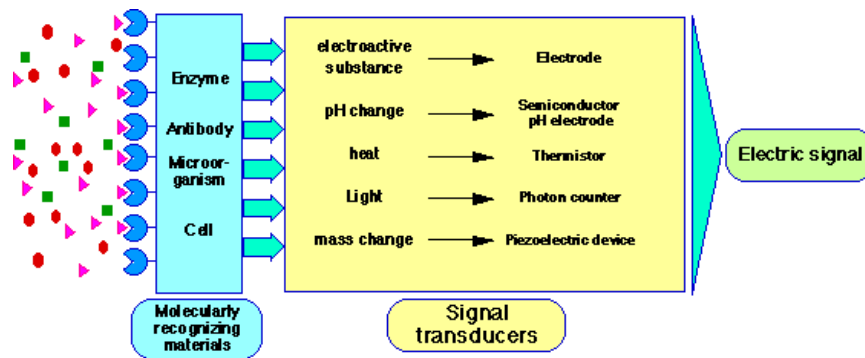 Enzyme
Antibody
Microor-
ganism
Cell
Molecularly
recognizing
materials
electroactive
substance
Electrode
pH change
Semiconductor
pH electrode
heat
Thermistor
Light
Photon counter
mass change
Piezoelectric device
Signal
transducers
Electric signal